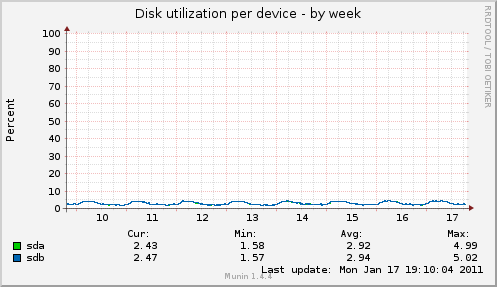 Disk utilization per device - by week
RRDTOOL / TOBI OETIKER
Percent
100
90
80
70
60
50
40
30
20
10
0
10 11 12 13 14 15 16 17
Cur: Min: Avg: Max:
sda 2.43 1.58 2.92 4.99
sdb 2.47 1.57 2.94 5.02
Last update: Mon Jan 17 19:10:04 2011
Munin 1.4.4